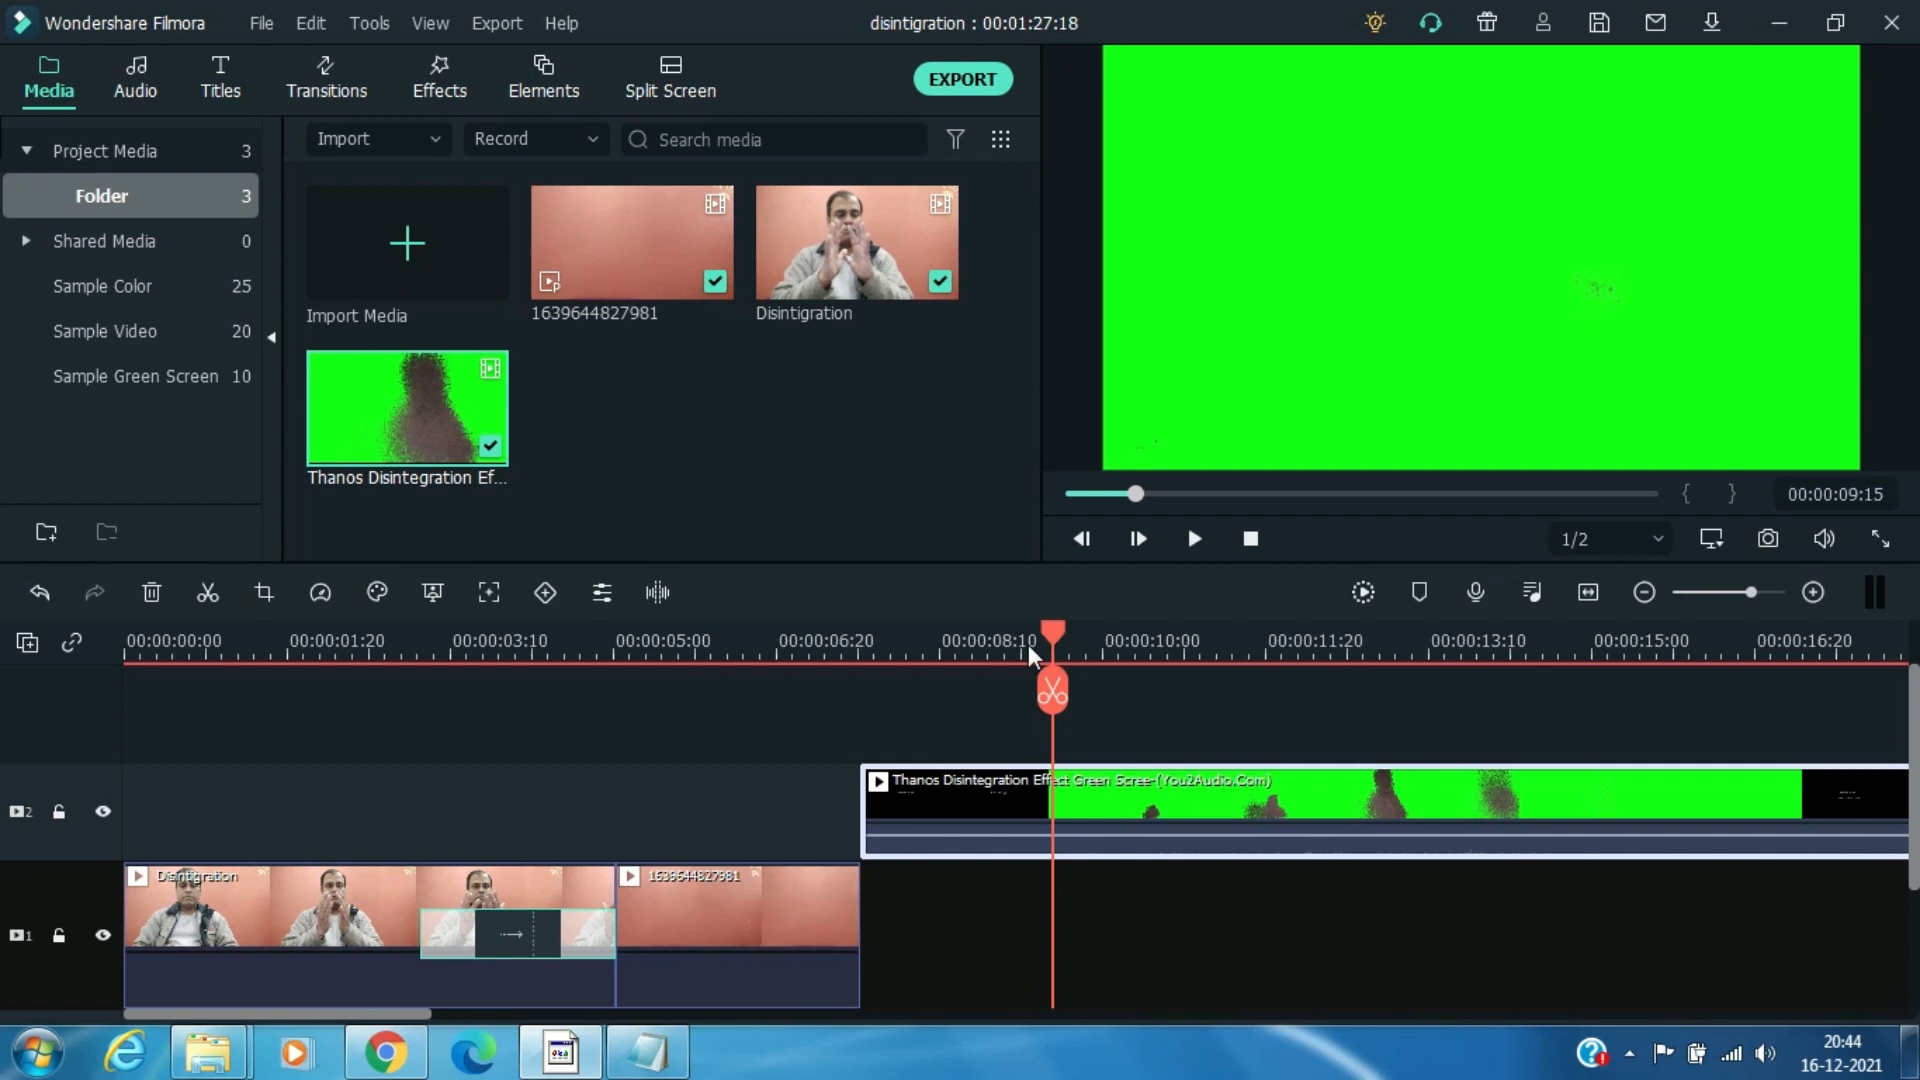 Wondershare Filmora
File Edit Tools View Export Help
disintigration : 00:01:27:18
Media
Audio
Titles
Transitions
Effects
Elements
Split Screen
EXPORT
Project Media 3
Folder 3
Shared Media 0
Sample Color 25
Sample Video 20
Sample Green Screen 10
Import
Record
Search media
Import Media
1639644827981
Disintigration
Thanos Disintegration Ef...
00:00:09:15
1/2
00:00:00:00 00:00:01:20 00:00:03:10 00:00:05:00 00:00:06:20 00:00:08:10 00:00:10:00 00:00:11:20 00:00:13:10 00:00:15:00 00:00:16:20
2
Thanos Disintegration Effect Green Scree-(You2Audio.Com)
1
Disintigration
1639644827981
20:44
16-12-2021